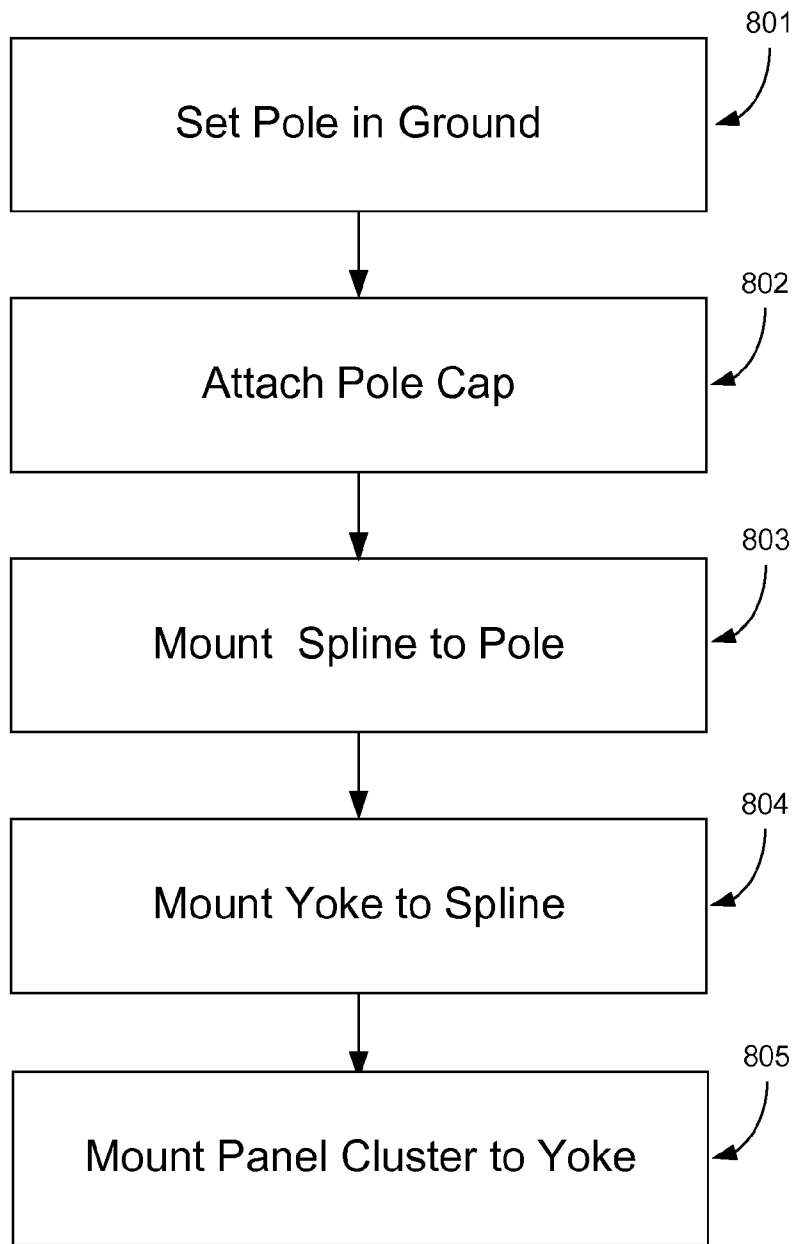 801
Set Pole in Ground
802
Attach Pole Cap
803
Mount Spline to Pole
804
Mount Yoke to Spline
805
Mount Panel Cluster to Yoke